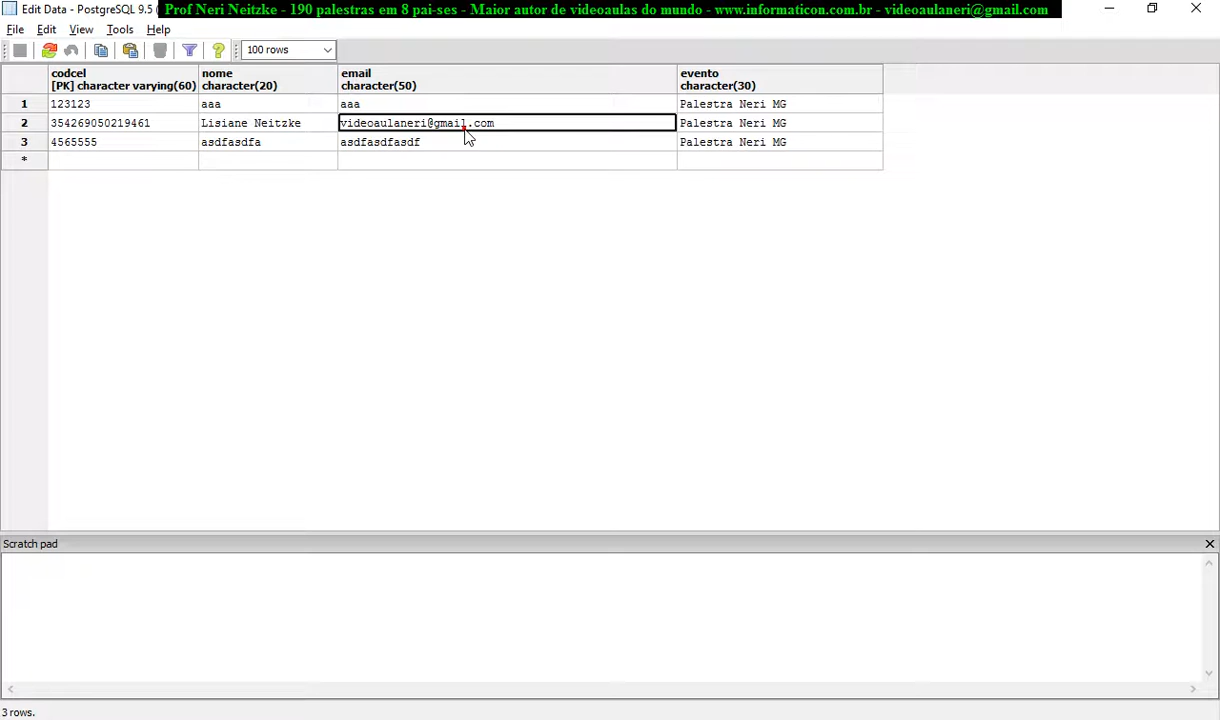 Edit Data - PostgreSQL 9.5 (
Prof Neri Neitzke - 190 palestras em 8 pai-ses - Maior autor de videoaulas do mundo - www.informaticon.com.br - videoaulaneri@gmail.com
File Edit View Tools Help
100 rows
codcel nome email evento
[PK] character varying(60) character(20) character(50) character(30)
1 123123 aaa aaa Palestra Neri MG
2 354269050219461 Lisiane Neitzke videoaulaneri@gmail.com Palestra Neri MG
3 4565555 asdfasdfa asdfasdfasdf Palestra Neri MG
*
Scratch pad
3 rows.